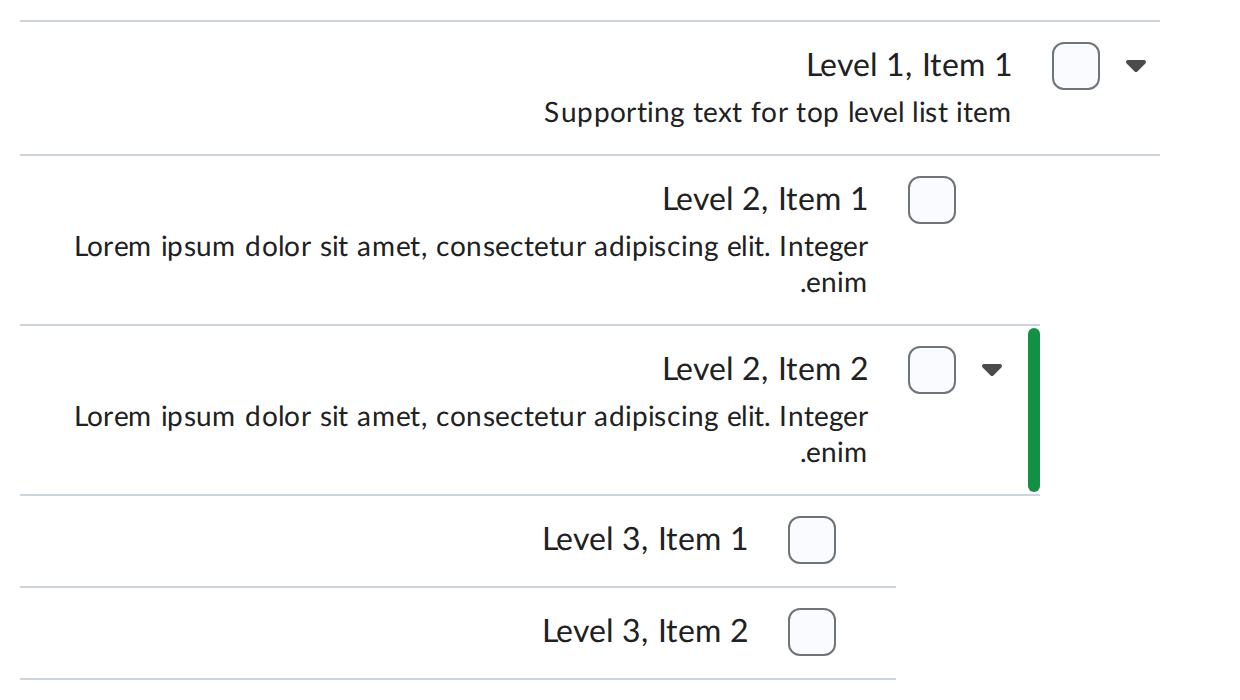 Level 1, Item 1
Supporting text for top level list item
Level 2, Item 1
Lorem ipsum dolor sit amet, consectetur adipiscing elit. Integer
.enim
Level 2, Item 2
Lorem ipsum dolor sit amet, consectetur adipiscing elit. Integer
.enim
Level 3, Item 1
Level 3, Item 2